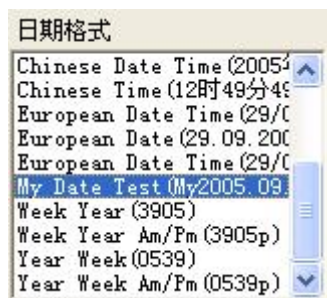 日期格式
Chinese Date Time(2005
Chinese Time(12时49分49
European Date Time(29/0
European Date(29.09.200
European Date Time(29/0
My Date Test(My2005.09.
Week Year(3905)
Week Year Am/Pm(3905p)
Year Week(0539)
Year Week Am/Pm(0539p)